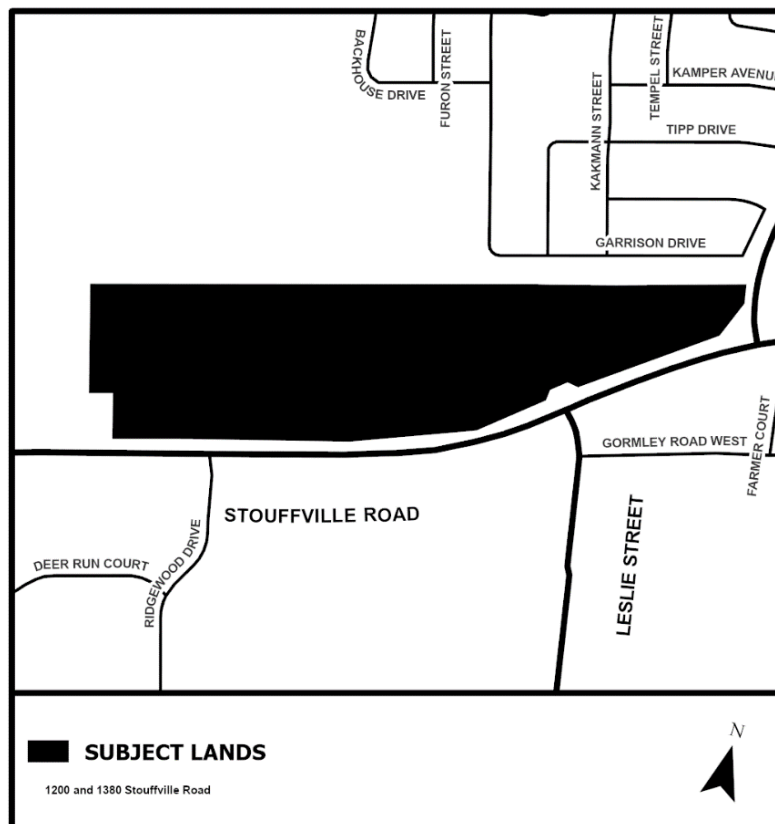 BACKHOUSE DRIVE
FURON STREET
KAKMANN STREET
TEMPEL STREET
KAMPER AVENU
TIPP DRIVE
GARRISON DRIVE
GORMLEY ROAD WEST
FARMER COURT
STOUFFVILLE ROAD
LESLIE STREET
DEER RUN COURT
RIDGEWOOD DRIVE
SUBJECT LANDS
1200 and 1380 Stouffville Road
N